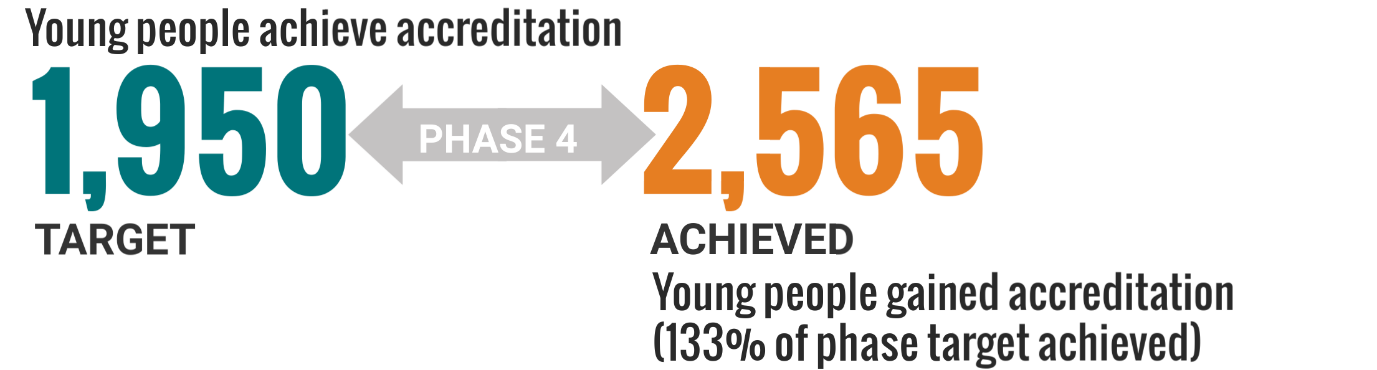 Young people achieve accreditation
1,950 PHASE 4 2,565
TARGET ACHIEVED
Young people gained accreditation
(133% of phase target achieved)